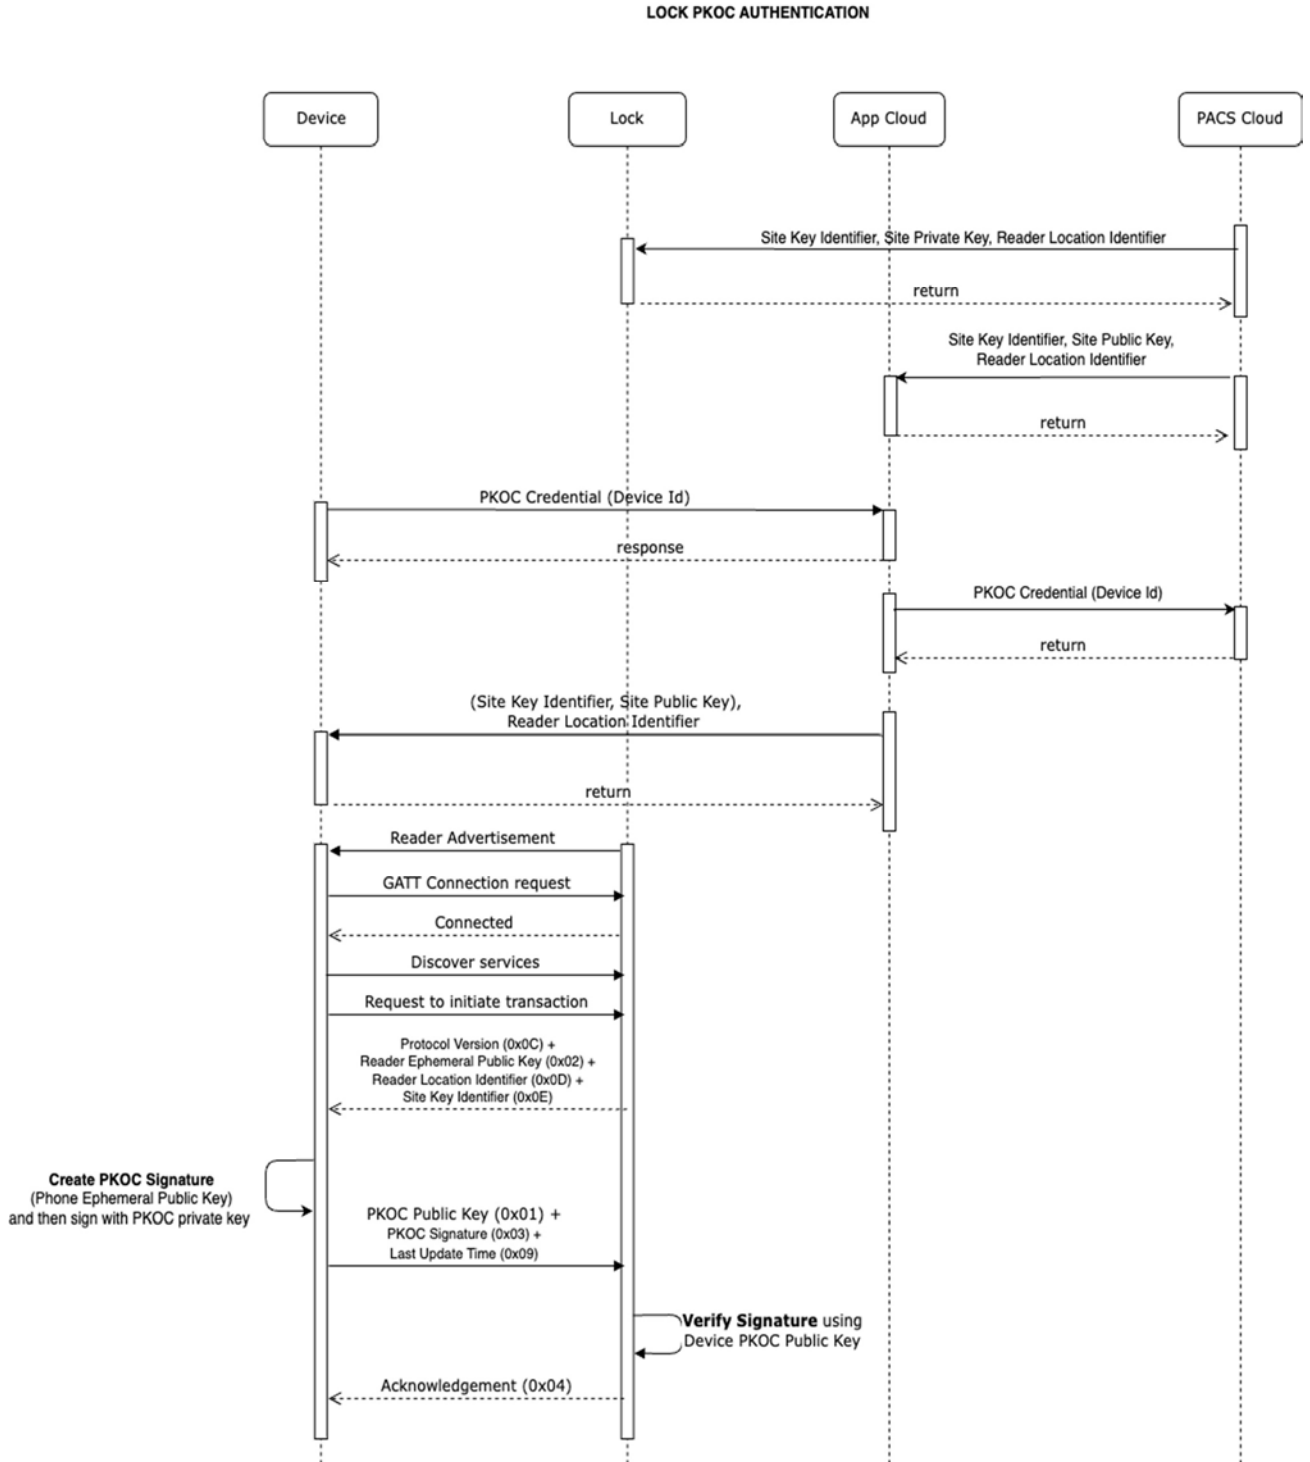 LOCK PKOC AUTHENTICATION
Device
Lock
App Cloud
PACS Cloud
Site Key Identifier, Site Private Key, Reader Location Identifier
return
Site Key Identifier, Site Public Key,
Reader Location Identifier
return
PKOC Credential (Device Id)
response
PKOC Credential (Device Id)
return
(Site Key Identifier, Site Public Key),
Reader Location Identifier
return
Reader Advertisement
GATT Connection request
Connected
Discover services
Request to initiate transaction
Protocol Version (0x0C) +
Reader Ephemeral Public Key (0x02) +
Reader Location Identifier (0x0D) +
Site Key Identifier (0x0E)
Create PKOC Signature
(Phone Ephemeral Public Key)
and then sign with PKOC private key
PKOC Public Key (0x01) +
PKOC Signature (0x03) +
Last Update Time (0x09)
Verify Signature using
Device PKOC Public Key
Acknowledgement (0x04)